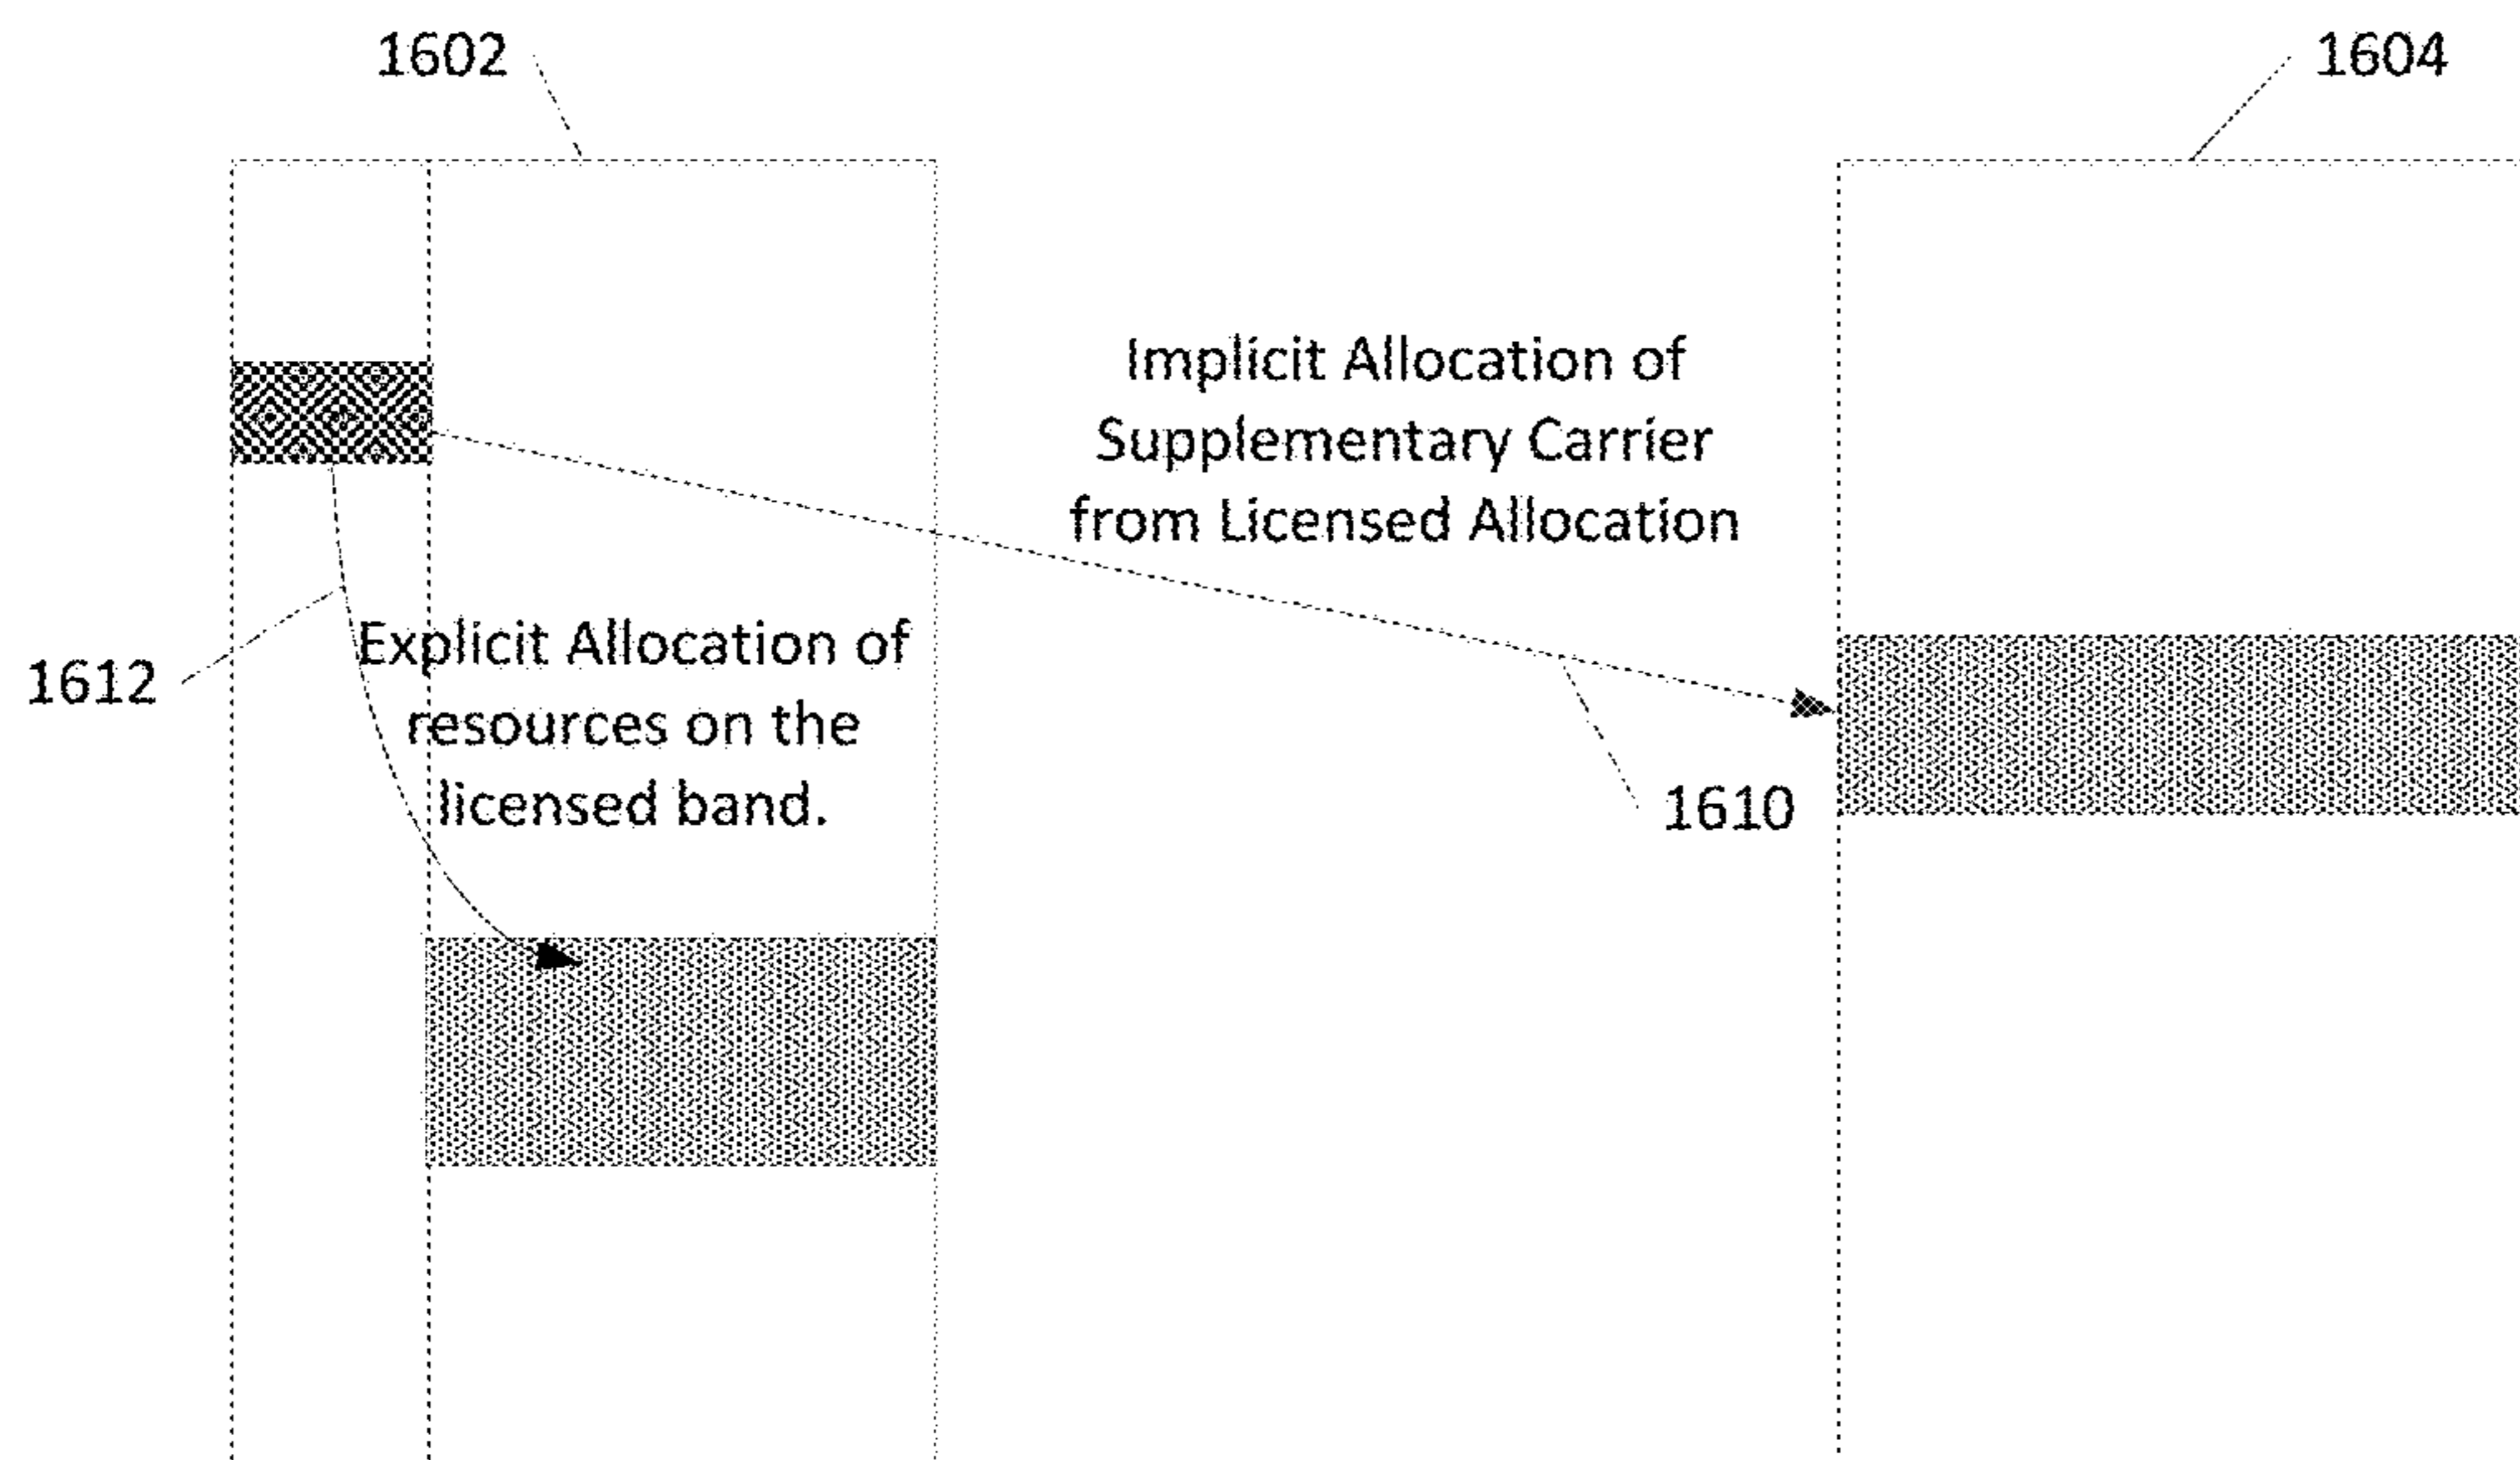 1602
1604
Implicit Allocation of
Supplementary Carrier
from Licensed Allocation
Explicit Allocation of
resources on the
licensed band.
1612
1610